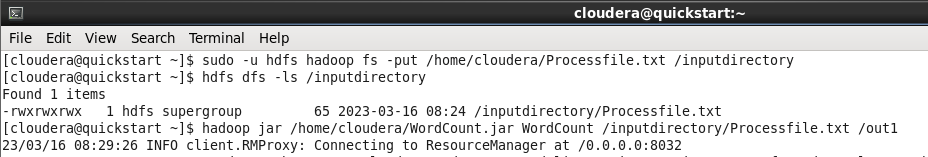 cloudera@quickstart:~
File Edit View Search Terminal Help
[cloudera@quickstart ~]$ sudo -u hdfs hadoop fs -put /home/cloudera/Processfile.txt /inputdirectory
[cloudera@quickstart ~]$ hdfs dfs -ls /inputdirectory
Found 1 items
-rwxrwxrwx   1 hdfs supergroup         65 2023-03-16 08:24 /inputdirectory/Processfile.txt
[cloudera@quickstart ~]$ hadoop jar /home/cloudera/WordCount.jar WordCount /inputdirectory/Processfile.txt /out1
23/03/16 08:29:26 INFO client.RMProxy: Connecting to ResourceManager at /0.0.0.0:8032